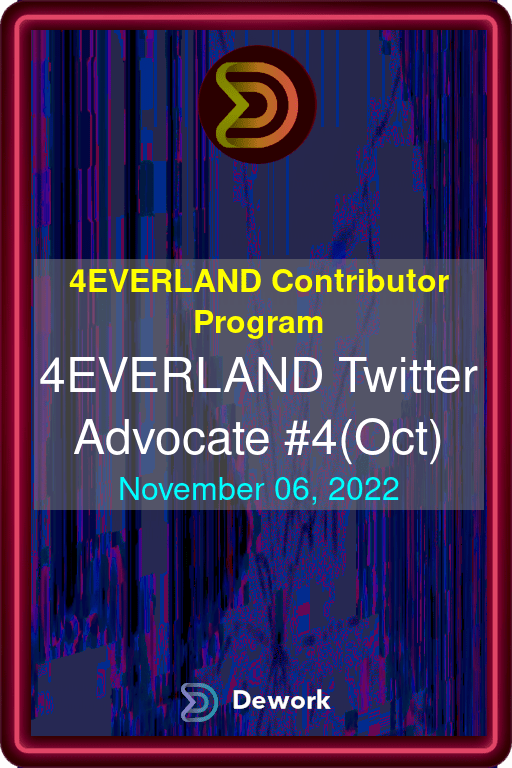 4EVERLAND Contributor
Program
4EVERLAND Twitter
Advocate #4(Oct)
November 06, 2022
Dework